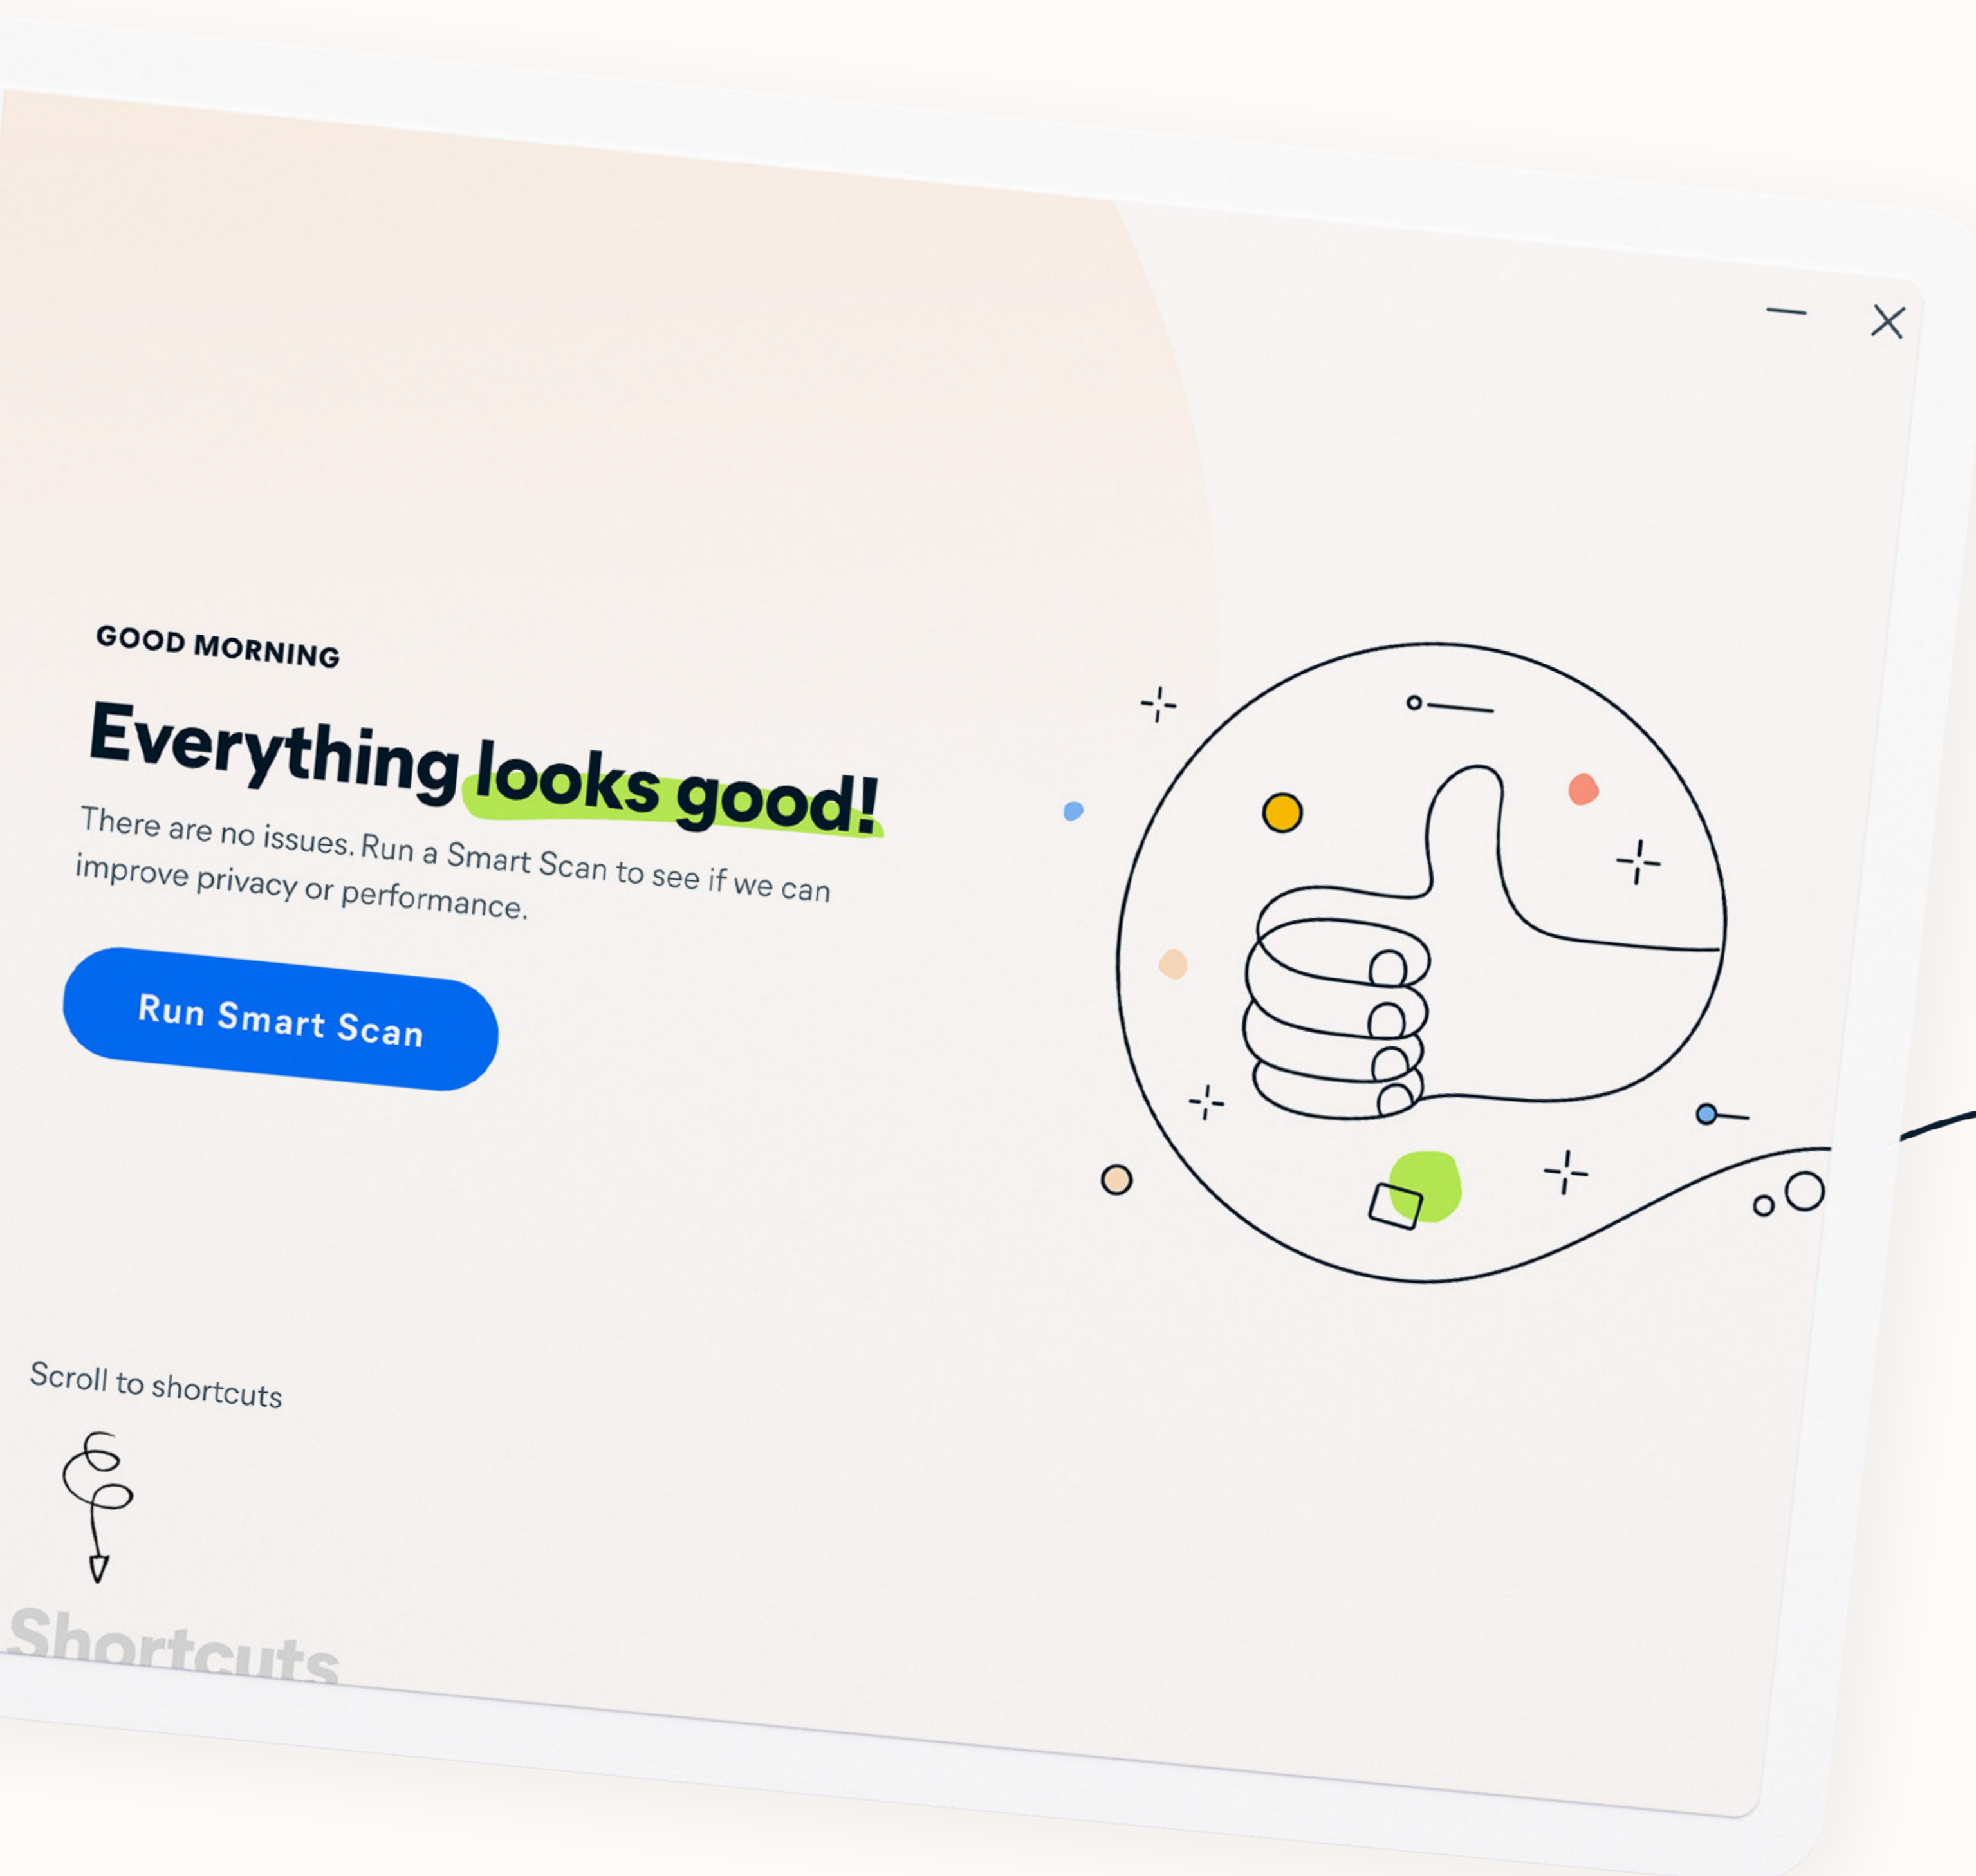 GOOD MORNING
Everything looks good!
There are no issues. Run a Smart Scan to see if we can
improve privacy or performance.
Run Smart Scan
Scroll to shortcuts
Shortcuts